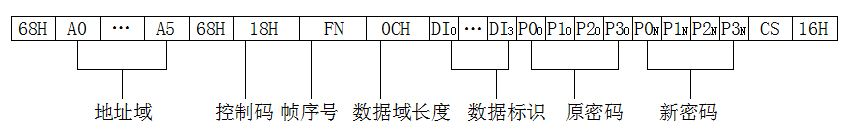 68H A0 … A5 68H 18H FN 0CH DI₀ … DI₃ P0₀ P1₀ P2₀ P3₀ P0N P1N P2N P3N CS 16H
地址域 控制码 帧序号 数据域长度 数据标识 原密码 新密码